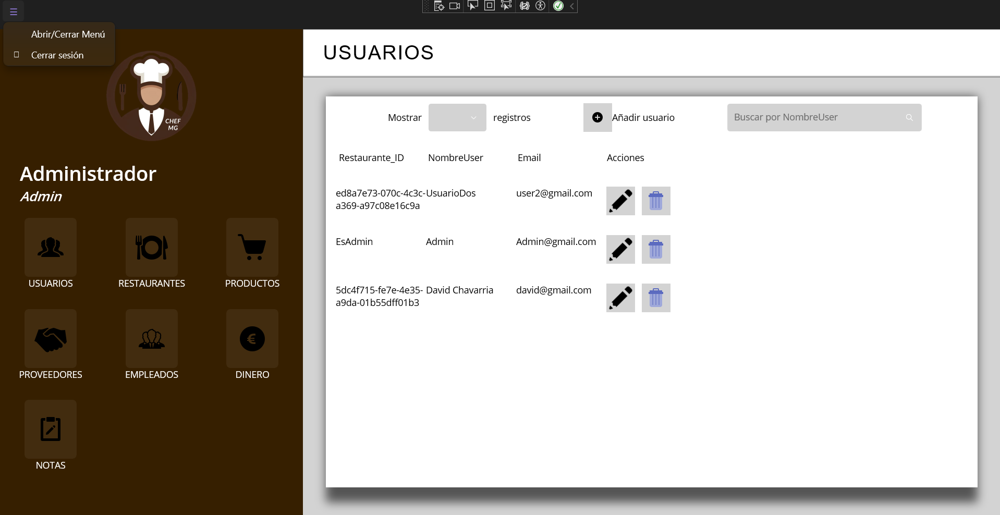 Abrir/Cerrar Menú
Cerrar sesión
CHEF
MG
Administrador
Admin
USUARIOS
RESTAURANTES
PRODUCTOS
PROVEEDORES
EMPLEADOS
DINERO
NOTAS
USUARIOS
Mostrar
registros
Añadir usuario
Buscar por NombreUser
Restaurante_ID NombreUser Email Acciones
ed8a7e73-070c-4c3c- UsuarioDos user2@gmail.com
a369-a97c08e16c9a
EsAdmin Admin Admin@gmail.com
5dc4f715-fe7e-4e35- David Chavarria david@gmail.com
a9da-01b55dff01b3